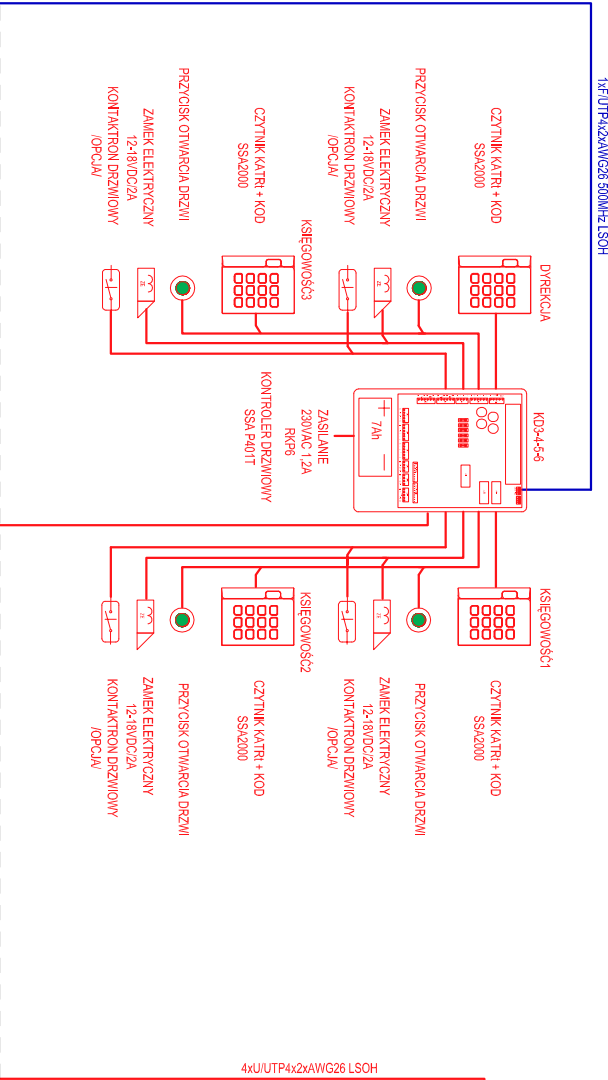 1xF/UTP4x2xAWG26 500MHz LSOH
CZYTNIK KATRt + KOD
SSA2000
PRZYCISK OTWARCIA DRZWI
ZAMEK ELEKTRYCZNY
12-18VDC/2A
KONTAKTRON DRZWIOWY
/OPCJA/
CZYTNIK KATRt + KOD
SSA2000
PRZYCISK OTWARCIA DRZWI
ZAMEK ELEKTRYCZNY
12-18VDC/2A
KONTAKTRON DRZWIOWY
/OPCJA/
DYREKCJA
KSIĘGOWOŚĆ3
KD3-4-5-6
7Ah
ZASILANIE
230VAC 1,2A
RKP6
KONTROLER DRZWIOWY
SSA P401T
KSIĘGOWOŚĆ1
KSIĘGOWOŚĆ2
CZYTNIK KATRt + KOD
SSA2000
PRZYCISK OTWARCIA DRZWI
ZAMEK ELEKTRYCZNY
12-18VDC/2A
KONTAKTRON DRZWIOWY
/OPCJA/
CZYTNIK KATRt + KOD
SSA2000
PRZYCISK OTWARCIA DRZWI
ZAMEK ELEKTRYCZNY
12-18VDC/2A
KONTAKTRON DRZWIOWY
/OPCJA/
4xU/UTP4x2xAWG26 LSOH